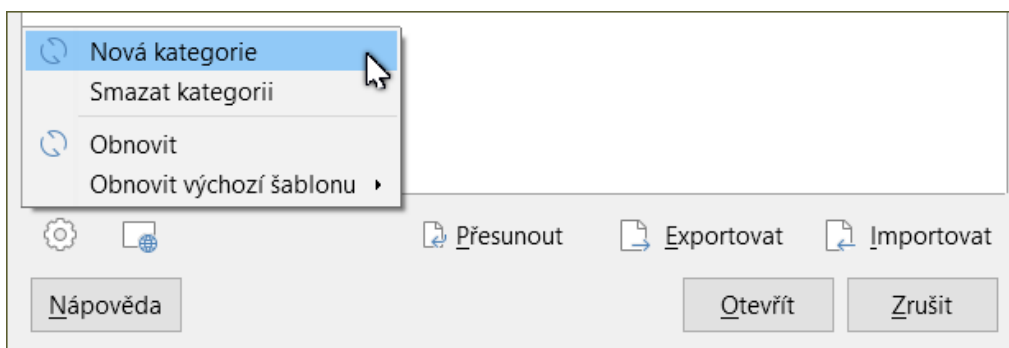 Nová kategorie
Smazat kategorii
Obnovit
Obnovit výchozí šablonu
Přesunout Exportovat Importovat
Nápověda Otevřít Zrušit